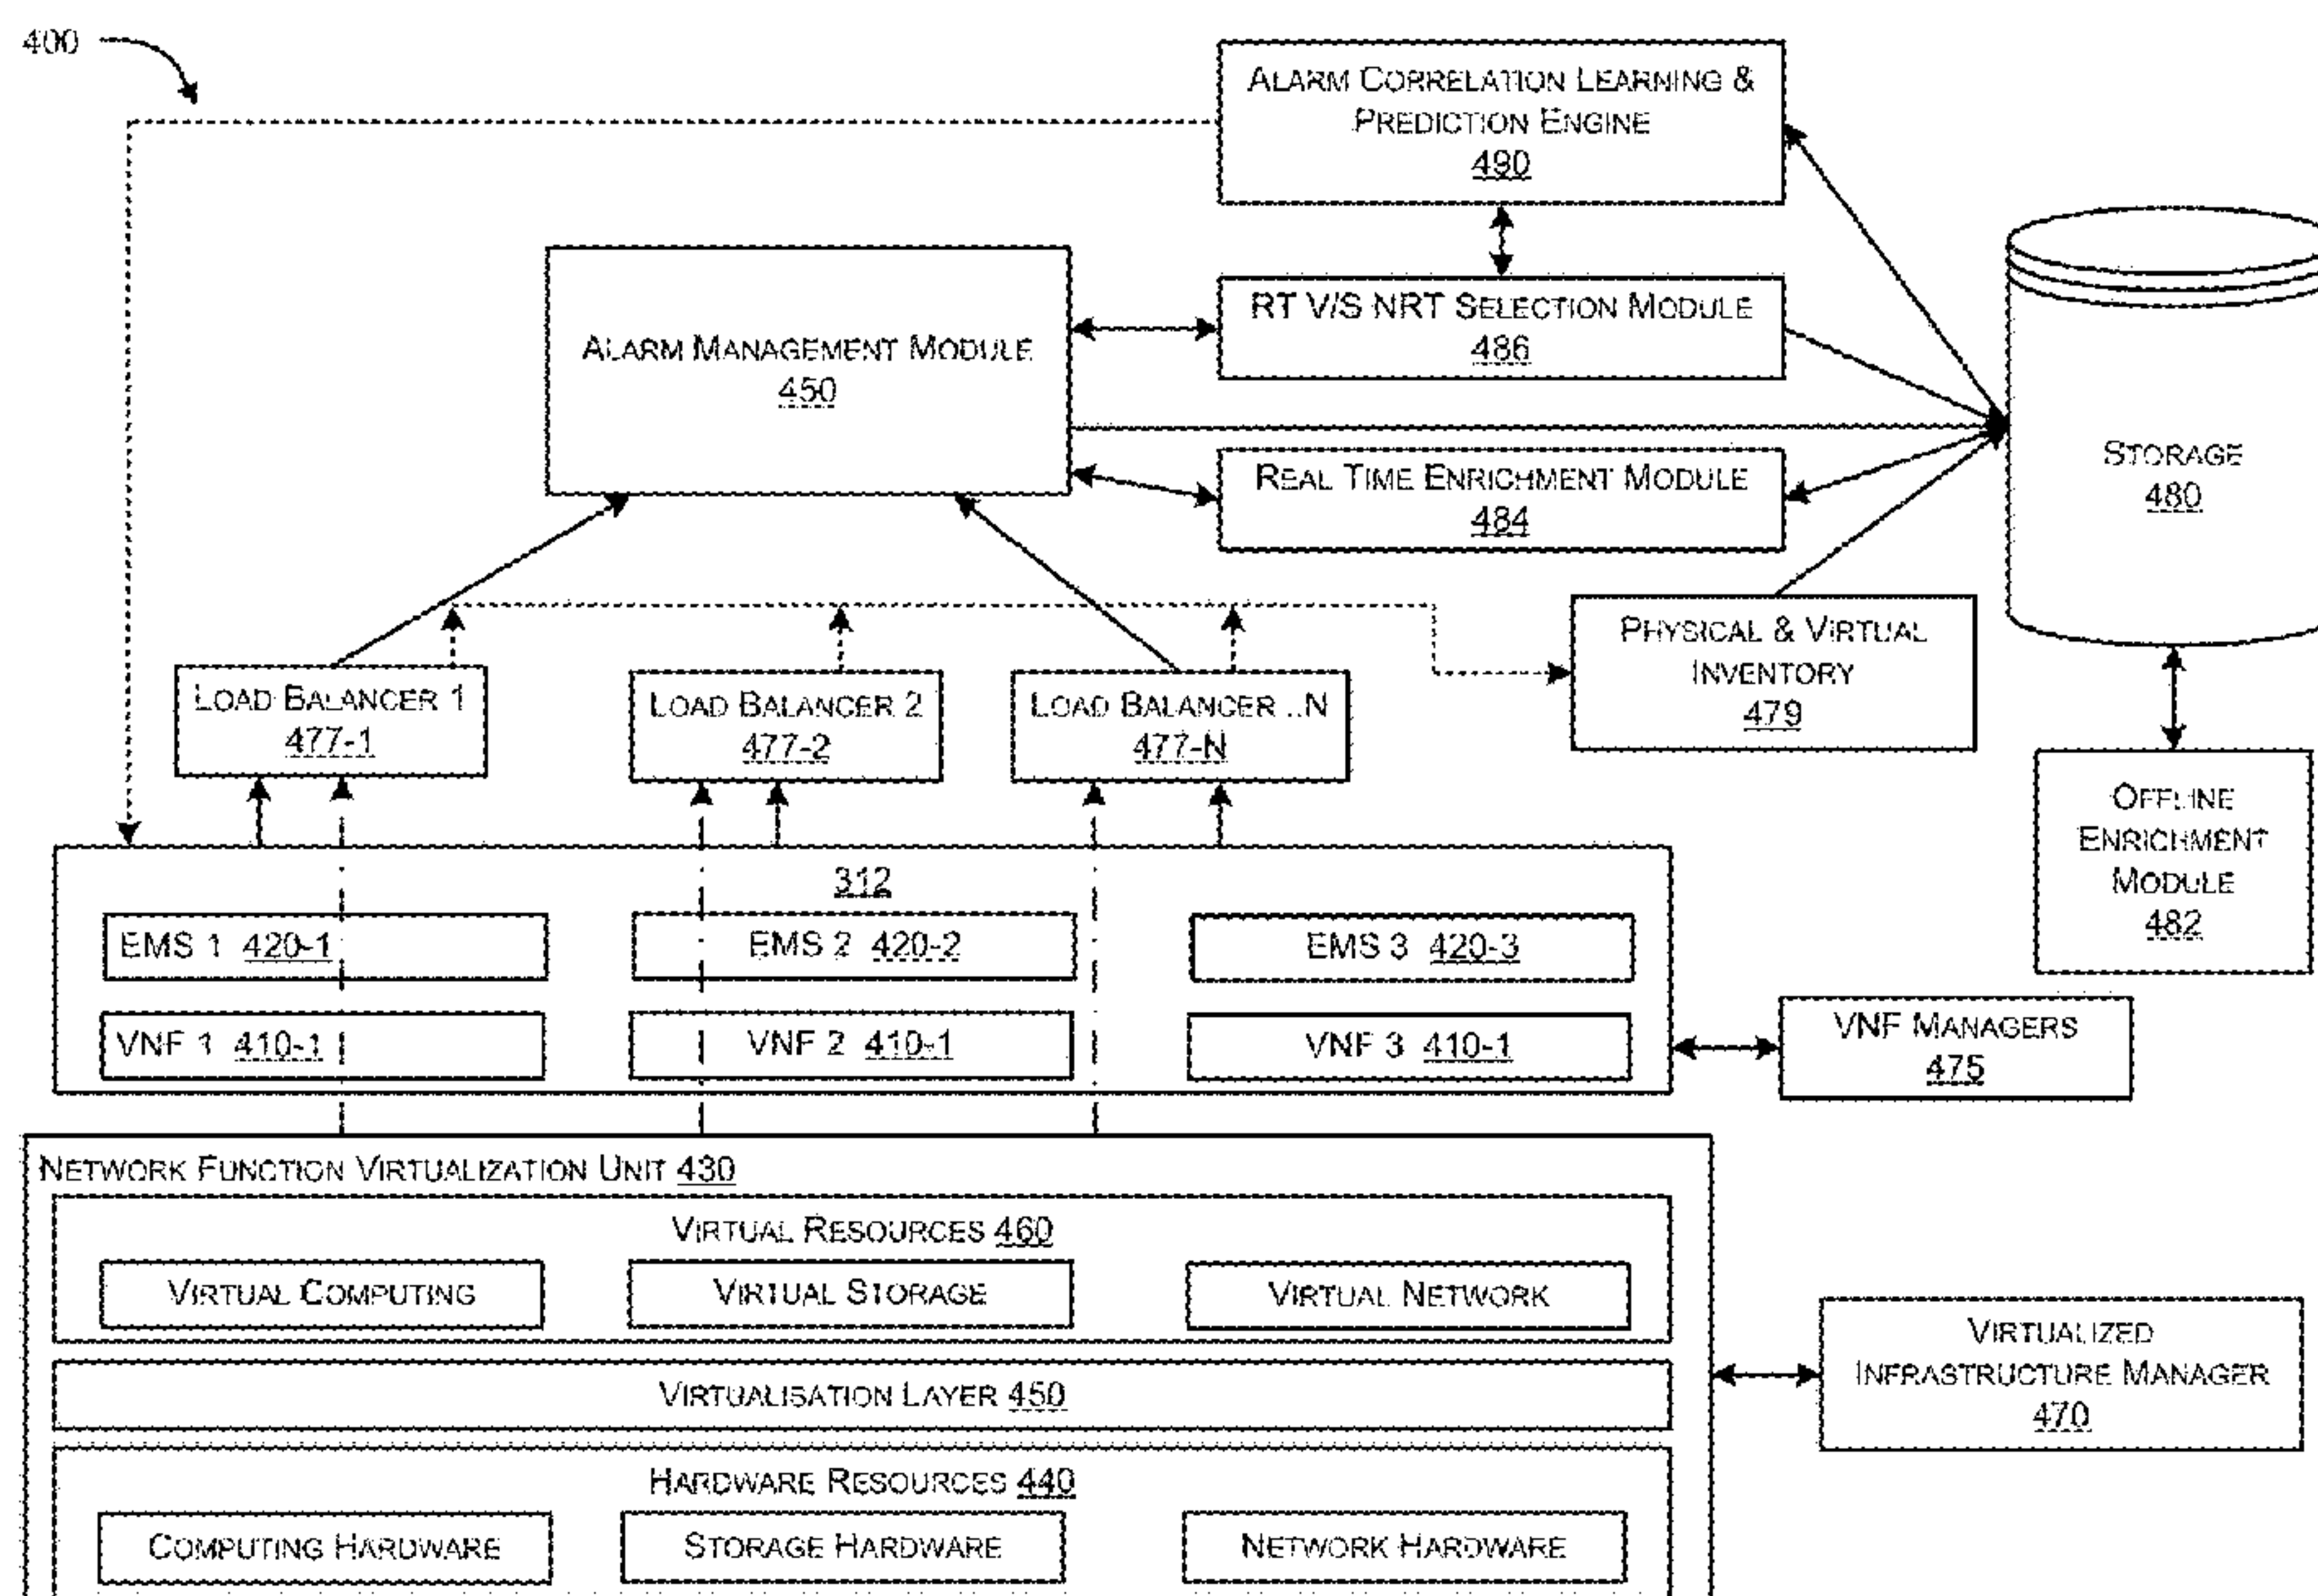 400
ALARM CORRELATION LEARNING &
PREDICTION ENGINE
490
ALARM MANAGEMENT MODULE
450
RT V/S NRT SELECTION MODULE
486
REAL TIME ENRICHMENT MODULE
484
STORAGE
480
PHYSICAL & VIRTUAL
INVENTORY
479
LOAD BALANCER 1
477-1
LOAD BALANCER 2
477-2
LOAD BALANCER ..N
477-N
OFFLINE
ENRICHMENT
MODULE
482
312
EMS 1 420-1
EMS 2 420-2
EMS 3 420-3
VNF 1 410-1
VNF 2 410-1
VNF 3 410-1
VNF MANAGERS
475
NETWORK FUNCTION VIRTUALIZATION UNIT 430
VIRTUAL RESOURCES 460
VIRTUAL COMPUTING
VIRTUAL STORAGE
VIRTUAL NETWORK
VIRTUALISATION LAYER 450
VIRTUALIZED
INFRASTRUCTURE MANAGER
470
HARDWARE RESOURCES 440
COMPUTING HARDWARE
STORAGE HARDWARE
NETWORK HARDWARE